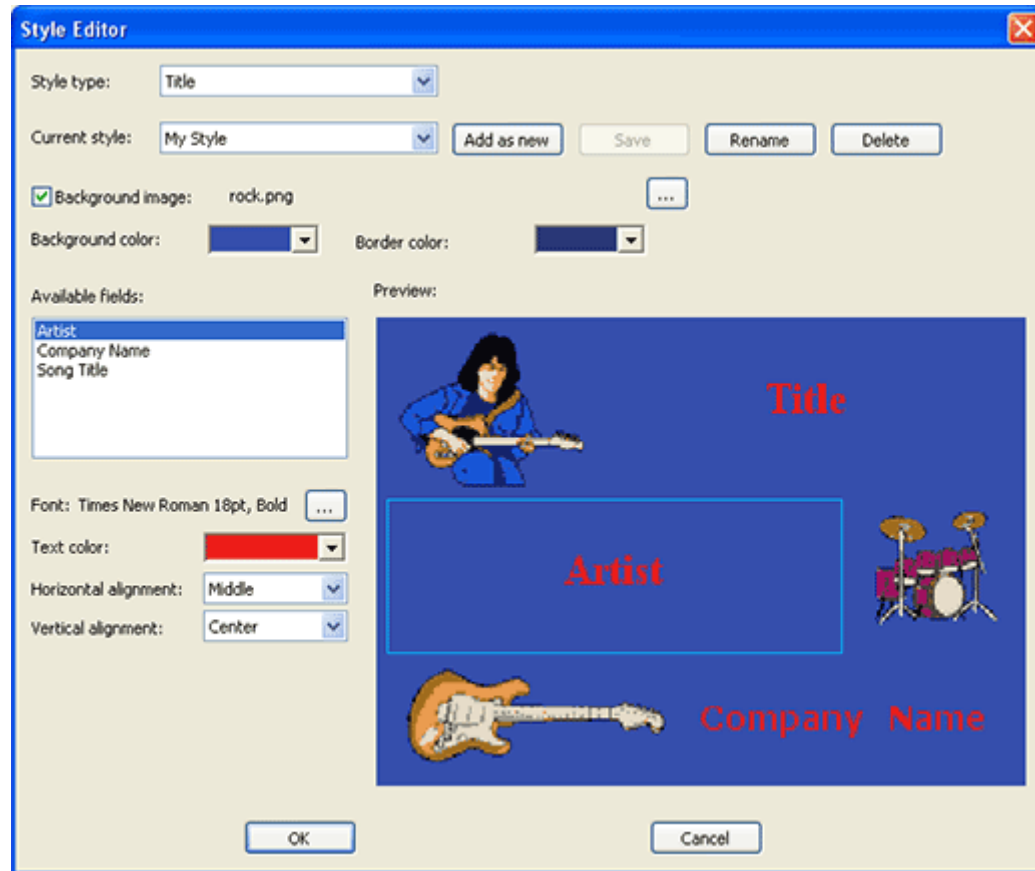 Style Editor
Style type: Title
Current style: My Style Add as new Save Rename Delete
Background image: rock.png ...
Background color: Border color:
Available fields: Preview:
Artist
Company Name
Song Title
Title
Font: Times New Roman 18pt, Bold ...
Text color:
Artist
Horizontal alignment: Middle
Vertical alignment: Center
Company Name
OK Cancel